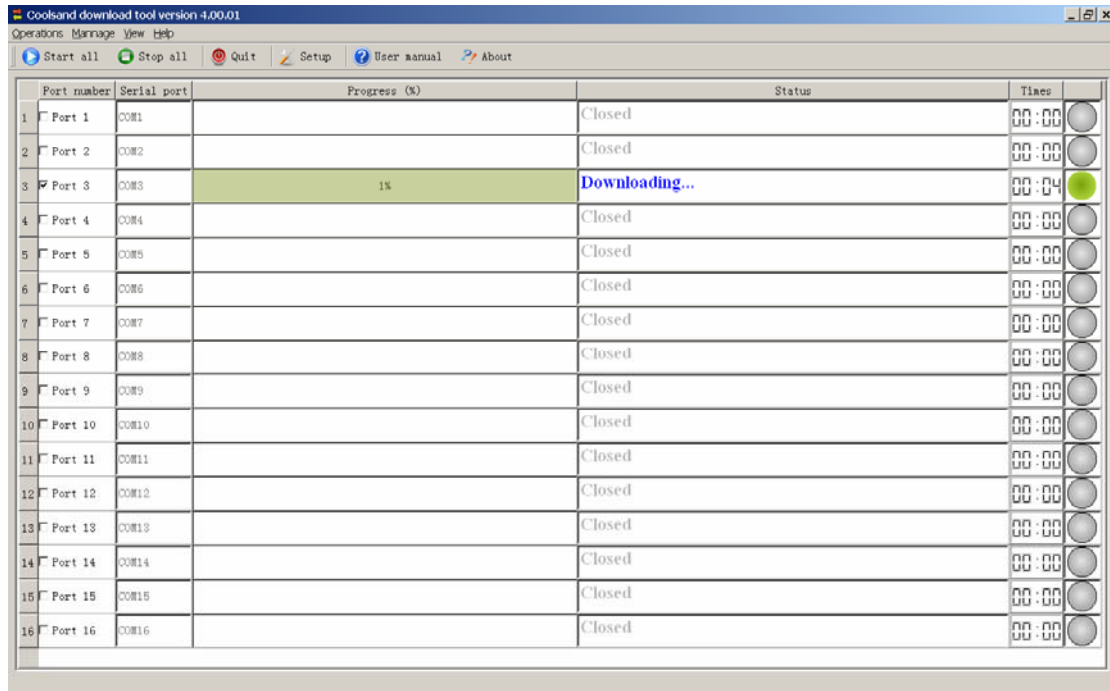 Coolsand download tool version 4.00.01
Operations Mannage View Help
Start all Stop all Quit Setup User manual About
Port number Serial port Progress (%) Status Times
1 Port 1 COM1 Closed 00:00
2 Port 2 COM2 Closed 00:00
3 Port 3 COM3 1% Downloading... 00:04
4 Port 4 COM4 Closed 00:00
5 Port 5 COM5 Closed 00:00
6 Port 6 COM6 Closed 00:00
7 Port 7 COM7 Closed 00:00
8 Port 8 COM8 Closed 00:00
9 Port 9 COM9 Closed 00:00
10 Port 10 COM10 Closed 00:00
11 Port 11 COM11 Closed 00:00
12 Port 12 COM12 Closed 00:00
13 Port 13 COM13 Closed 00:00
14 Port 14 COM14 Closed 00:00
15 Port 15 COM15 Closed 00:00
16 Port 16 COM16 Closed 00:00